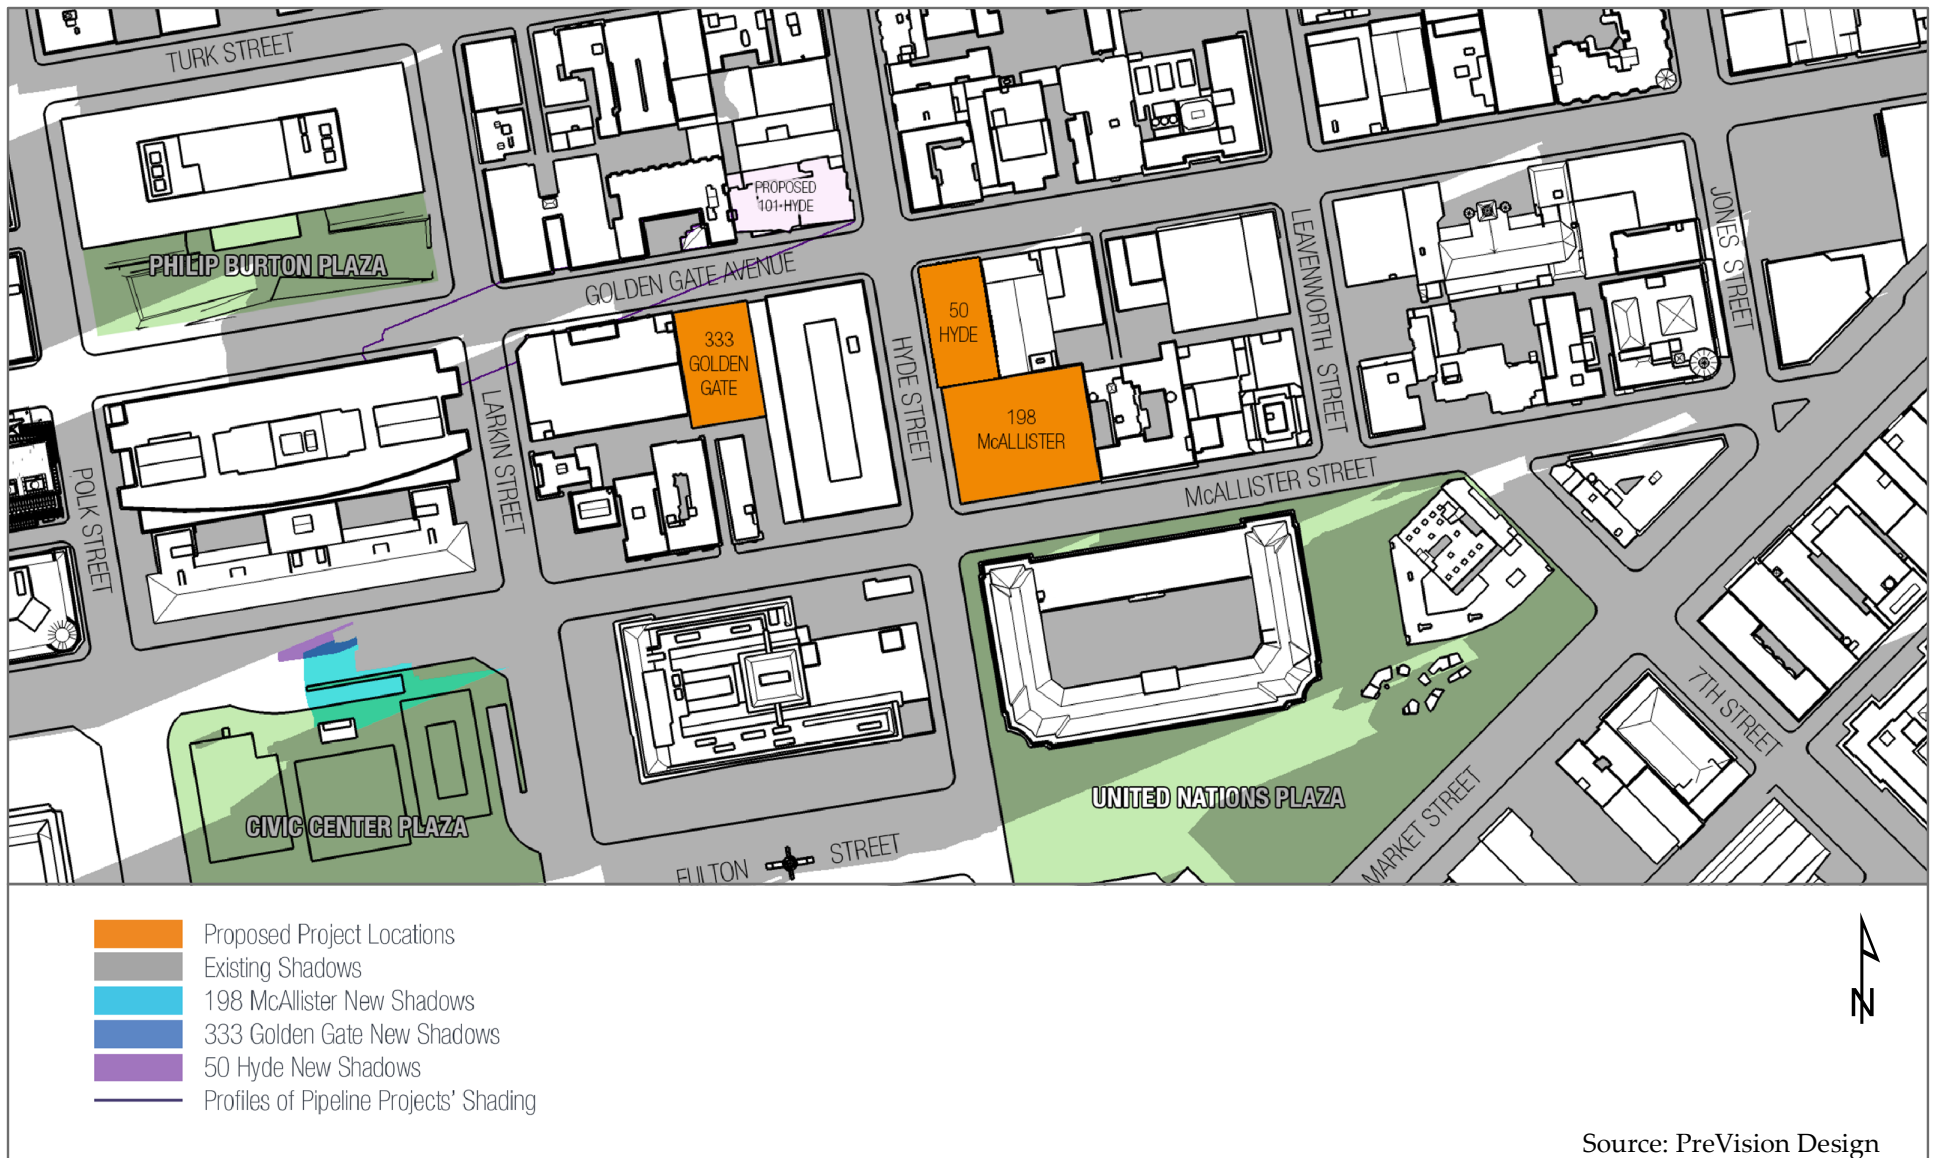 TURK STREET
PROPOSED
101 HYDE
PHILIP BURTON PLAZA
GOLDEN GATE AVENUE
LEAVENWORTH STREET
JONES STREET
333
GOLDEN
GATE
50
HYDE
HYDE STREET
198
McALLISTER
LARKIN STREET
POLK STREET
McALLISTER STREET
7TH STREET
UNITED NATIONS PLAZA
CIVIC CENTER PLAZA
MARKET STREET
FULTON STREET
Proposed Project Locations
Existing Shadows
198 McAllister New Shadows
333 Golden Gate New Shadows
50 Hyde New Shadows
Profiles of Pipeline Projects' Shading
N
Source: PreVision Design